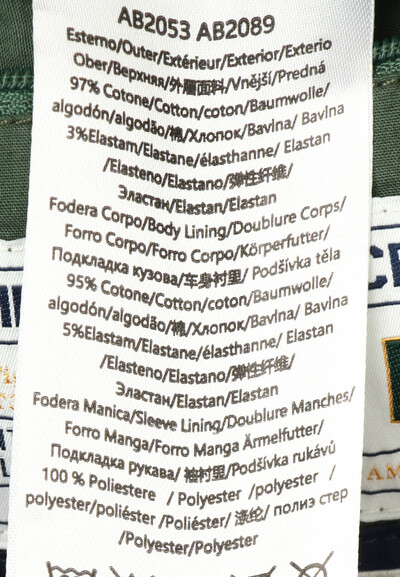 AB2053 AB2089
Esterno/Outer/Extérieur/Exterior/Exterio
Ober/Верхняя/外層面料/Vnější/Predná
97% Cotone/Cotton/coton/Baumwolle/
algodón/algodão/棉/Хлопок/Bavlna/ Bavlna
3%Elastam/Elastane/élasthanne/ Elastan
/Elasteno/Elastano/弹性纤维/
Эластан/Elastan/Elastan
Fodera Corpo/Body Lining/Doublure Corps/
Forro Corpo/Forro Corpo/Körperfutter/
Подкладка кузова/车身衬里/ Podšívka těla
95% Cotone/Cotton/coton/Baumwolle/
algodón/algodão/棉/Хлопок/Bavlna/ Bavlna
5%Elastam/Elastane/élasthanne/ Elastan
/Elasteno/Elastano/弹性纤维/
Эластан/Elastan/Elastan
Fodera Manica/Sleeve Lining/Doublure Manches/
Forro Manga/Forro Manga Ärmelfutter/
Подкладка рукава/ 袖衬里/Podšívka rukávů
100 % Poliestere / Polyester /polyester /
polyester/poliéster /Poliéster/ 涤纶/ полиэ стер
/Polyester/Polyester